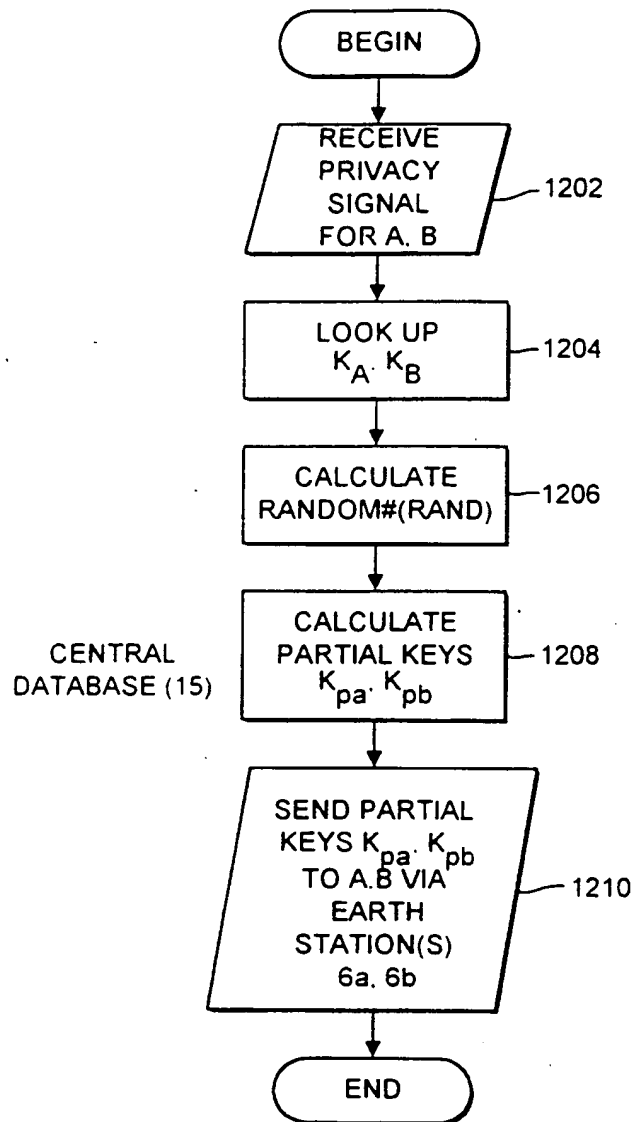 BEGIN
RECEIVE
PRIVACY
SIGNAL
FOR A. B
1202
LOOK UP
K_A. K_B
1204
CALCULATE
RANDOM#(RAND)
1206
CALCULATE
PARTIAL KEYS
K_pa. K_pb
1208
CENTRAL
DATABASE (15)
SEND PARTIAL
KEYS K_pa. K_pb
TO A.B VIA
EARTH
STATION(S)
6a. 6b
1210
END